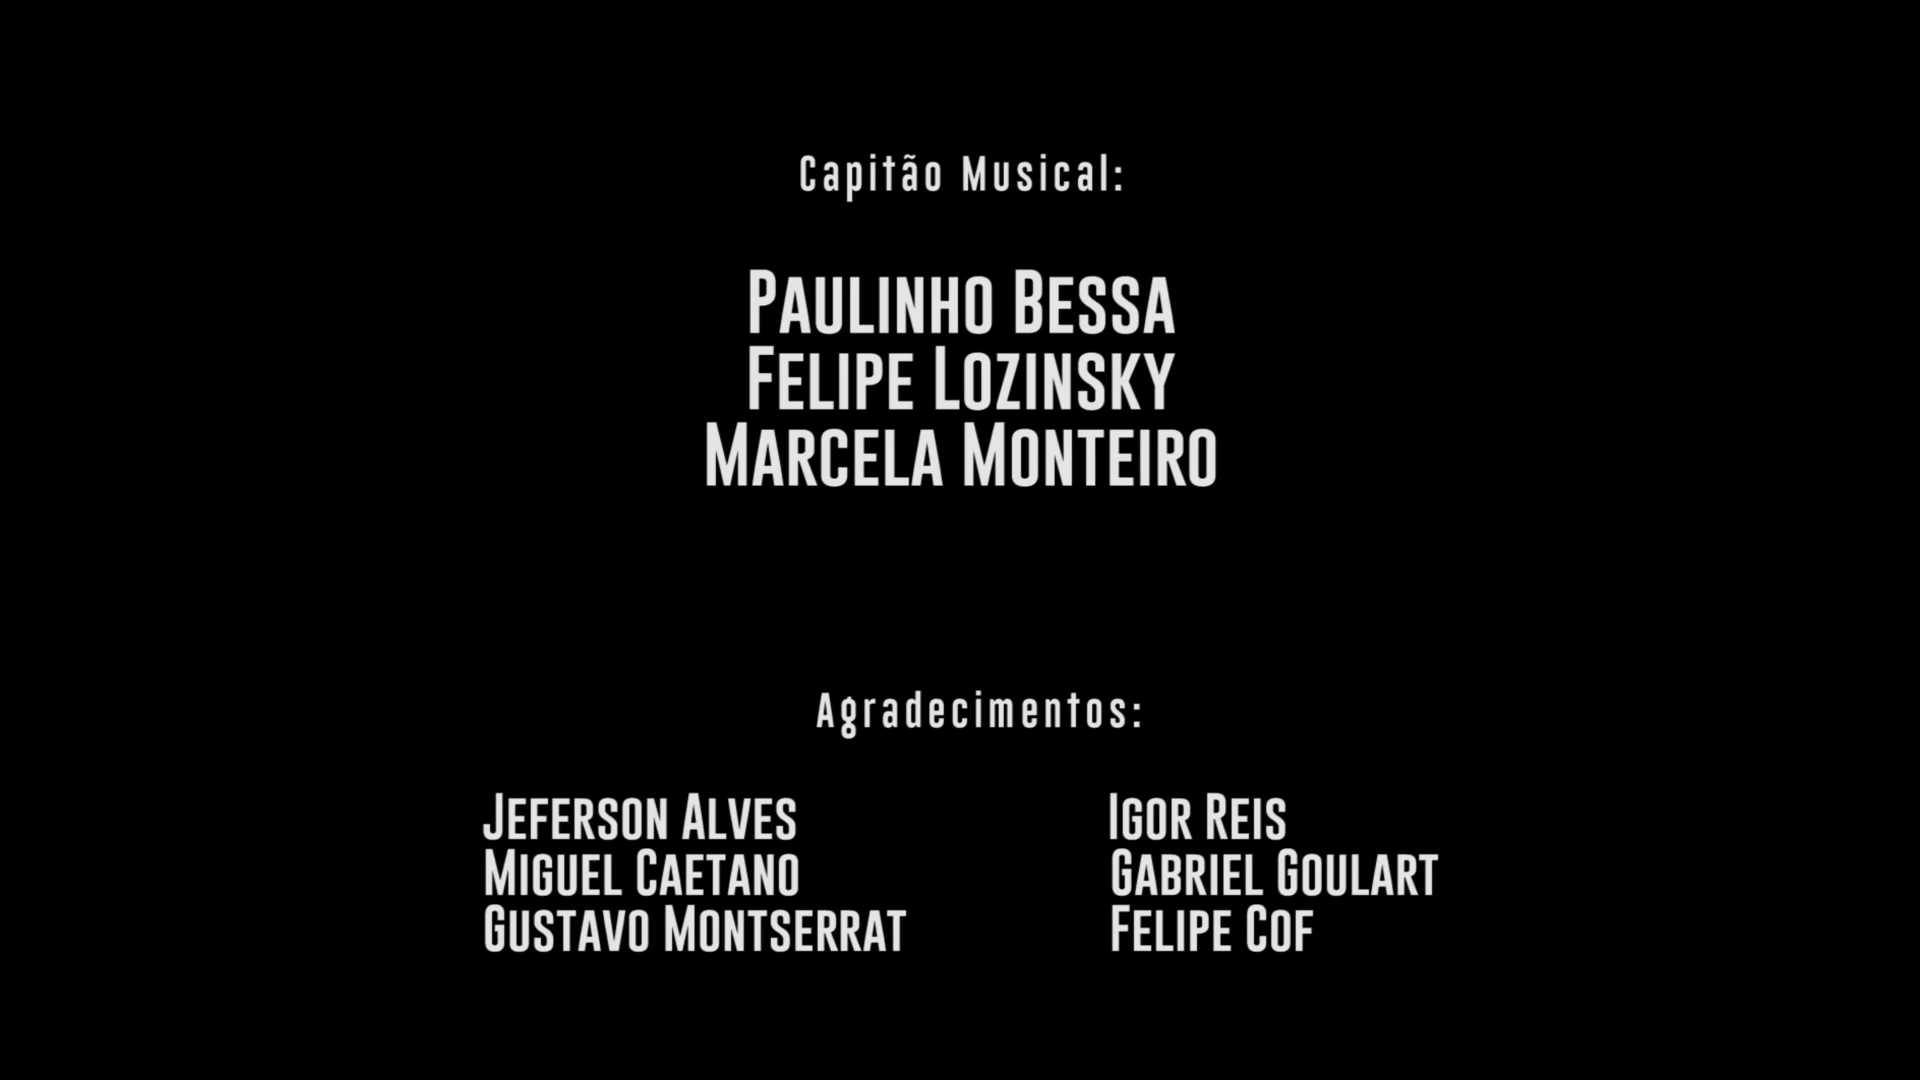 Capitão Musical:
Paulinho Bessa
Felipe Lozinsky
Marcela Monteiro
Agradecimentos:
Jeferson Alves
Miguel Caetano
Gustavo Montserrat
Igor Reis
Gabriel Goulart
Felipe Cof